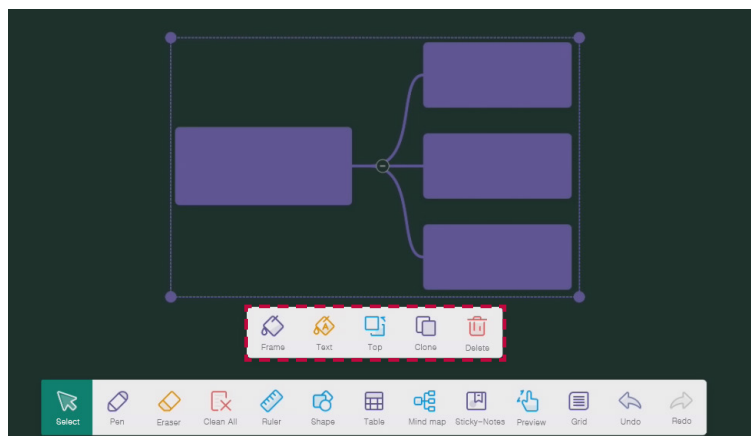 Frame Text Top Clone Delete
Select Pen Eraser Clean All Ruler Shape Table Mind map Sticky-Notes Preview Grid Undo Redo